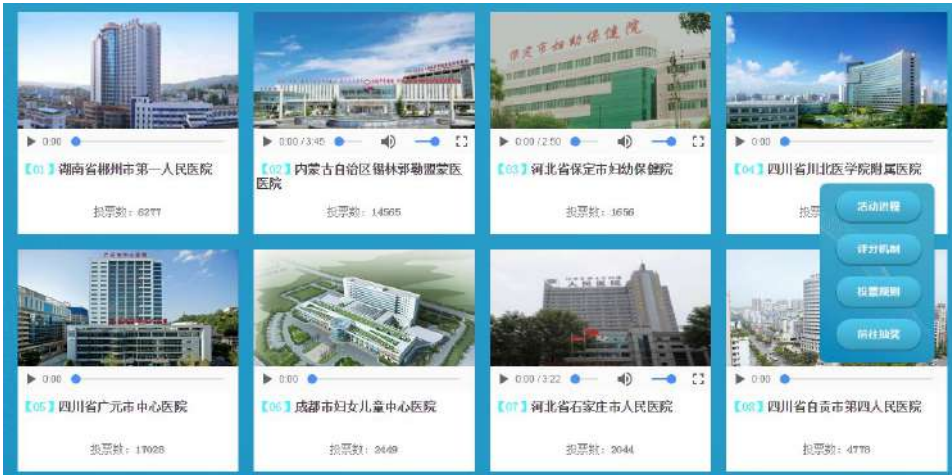 保定市妇幼保健院
0:00
0:00 / 3:45
0:00 / 2:50
0:00
【01】湖南省郴州市第一人民医院
【02】内蒙古自治区锡林郭勒盟蒙医
医院
【03】河北省保定市妇幼保健院
【04】四川省川北医学院附属医院
投票数：6277
投票数：14565
投票数：1656
投票
活动进程
评分机制
投票规则
前往抽奖
人民医院
0:00
0:00
0:00 / 3:22
0:00
【05】四川省广元市中心医院
【06】成都市妇女儿童中心医院
【07】河北省石家庄市人民医院
【08】四川省自贡市第四人民医院
投票数：17028
投票数：2449
投票数：2044
投票数：4778